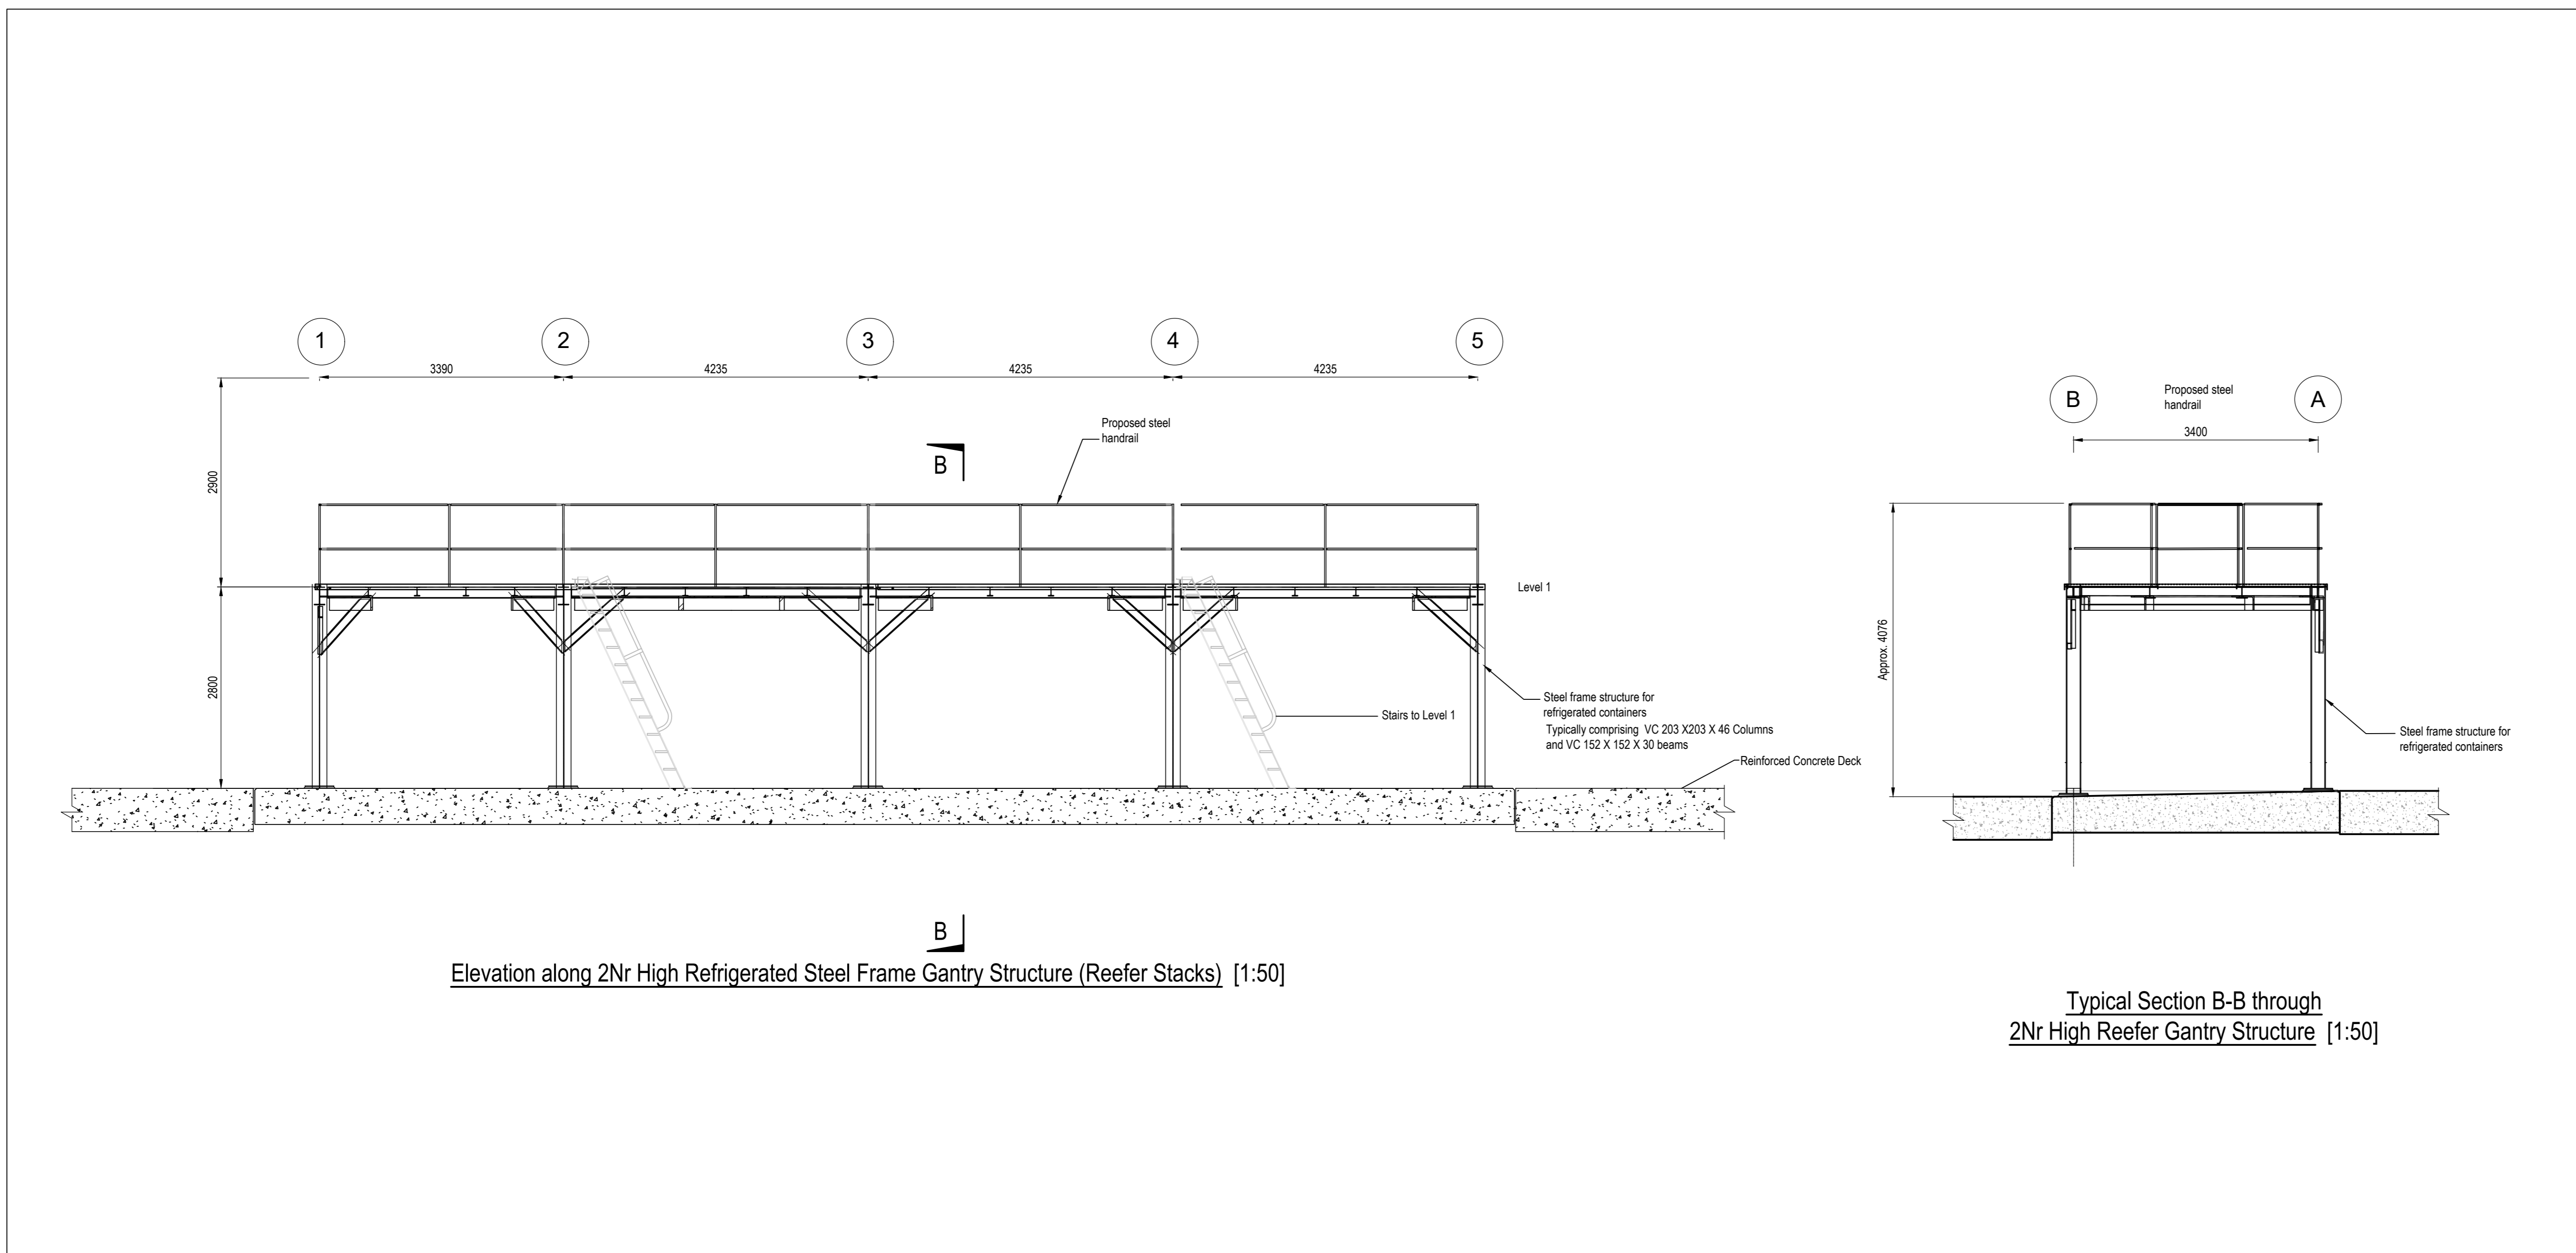 1
2
3
4
5
3390
4235
4235
4235
2900
2800
Proposed steel
handrail
B
Level 1
Stairs to Level 1
Steel frame structure for
refrigerated containers
Typically comprising VC 203 X203 X 46 Columns
and VC 152 X 152 X 30 beams
Reinforced Concrete Deck
B
Elevation along 2Nr High Refrigerated Steel Frame Gantry Structure (Reefer Stacks) [1:50]
B
A
Proposed steel
handrail
3400
Approx. 4076
Steel frame structure for
refrigerated containers
Typical Section B-B through
2Nr High Reefer Gantry Structure [1:50]